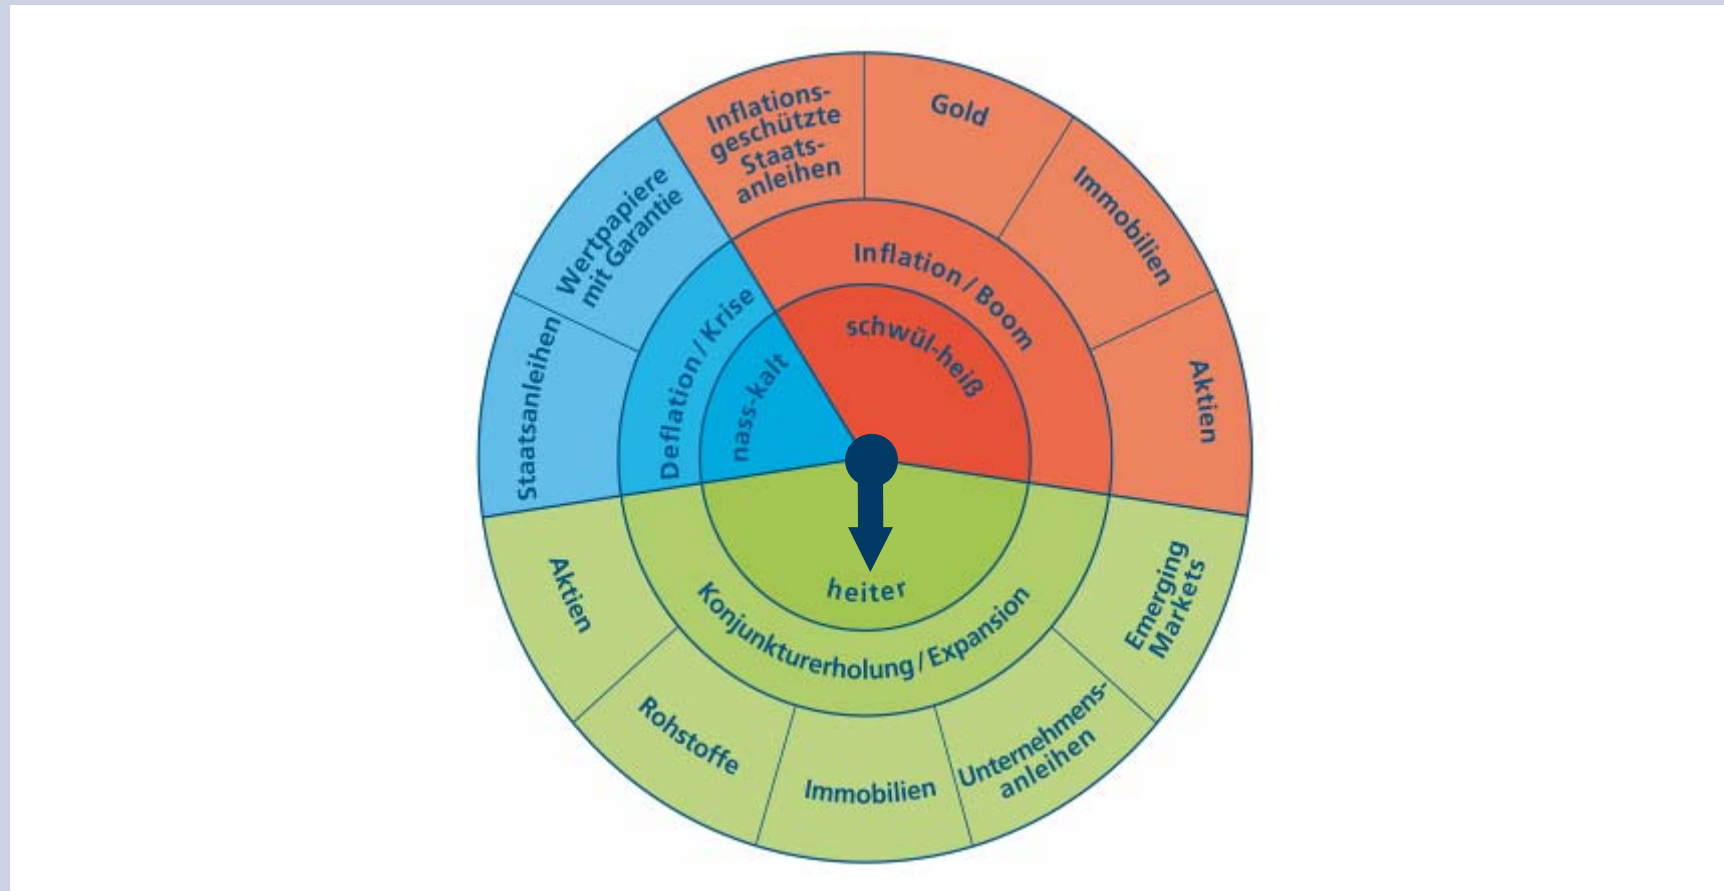 Inflations-
geschützte
Staats-
anleihen
Gold
Immobilien
Aktien
Inflation / Boom
schwül-heiß
Wertpapiere
mit Garantie
Staatsanleihen
Deflation / Krise
nass-kalt
heiter
Konjunkturerholung / Expansion
Aktien
Rohstoffe
Immobilien
Unternehmens-
anleihen
Emerging
Markets